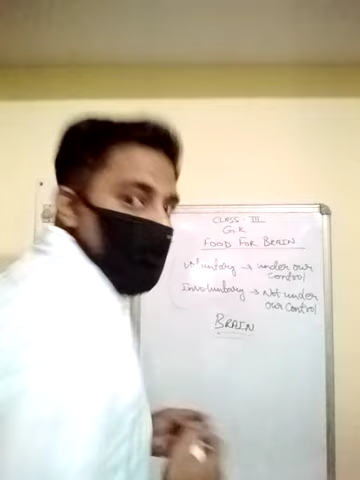 CLASS - III
G.K
FOOD FOR BRAIN
Voluntary → under our
control
Involuntary → Not under
our control
BRAIN